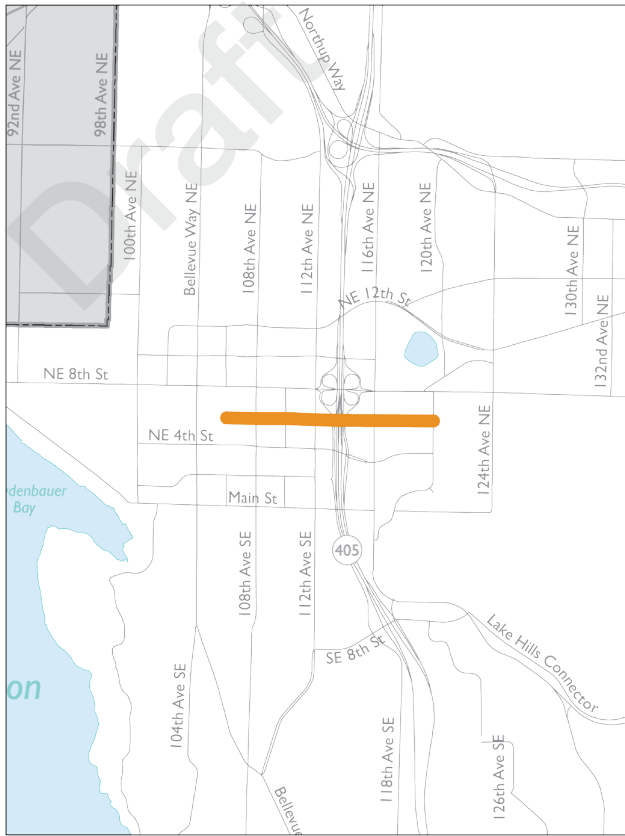 Draft
Northup Way
92nd Ave NE
98th Ave NE
100th Ave NE
Bellevue Way NE
108th Ave NE
112th Ave NE
116th Ave NE
120th Ave NE
130th Ave NE
132nd Ave NE
NE 12th St
NE 8th St
NE 4th St
124th Ave NE
Main St
denbauer
Bay
405
108th Ave SE
112th Ave SE
SE 8th St
Lake Hills Connector
on
104th Ave SE
118th Ave SE
126th Ave SE
Bellevue